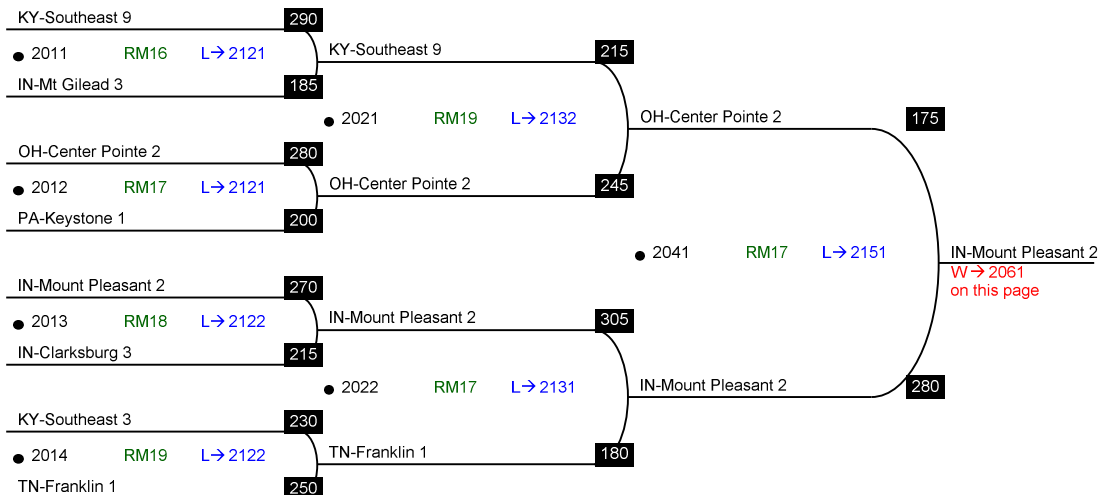 KY-Southeast 9 290
2011 RM16 L→2121
IN-Mt Gilead 3 185
KY-Southeast 9 215
2021 RM19 L→2132
OH-Center Pointe 2 280
2012 RM17 L→2121
PA-Keystone 1 200
OH-Center Pointe 2 245
OH-Center Pointe 2 175
2041 RM17 L→2151
IN-Mount Pleasant 2
W→2061
on this page
IN-Mount Pleasant 2 270
2013 RM18 L→2122
IN-Clarksburg 3 215
IN-Mount Pleasant 2 305
2022 RM17 L→2131
IN-Mount Pleasant 2 280
KY-Southeast 3 230
2014 RM19 L→2122
TN-Franklin 1 250
TN-Franklin 1 180